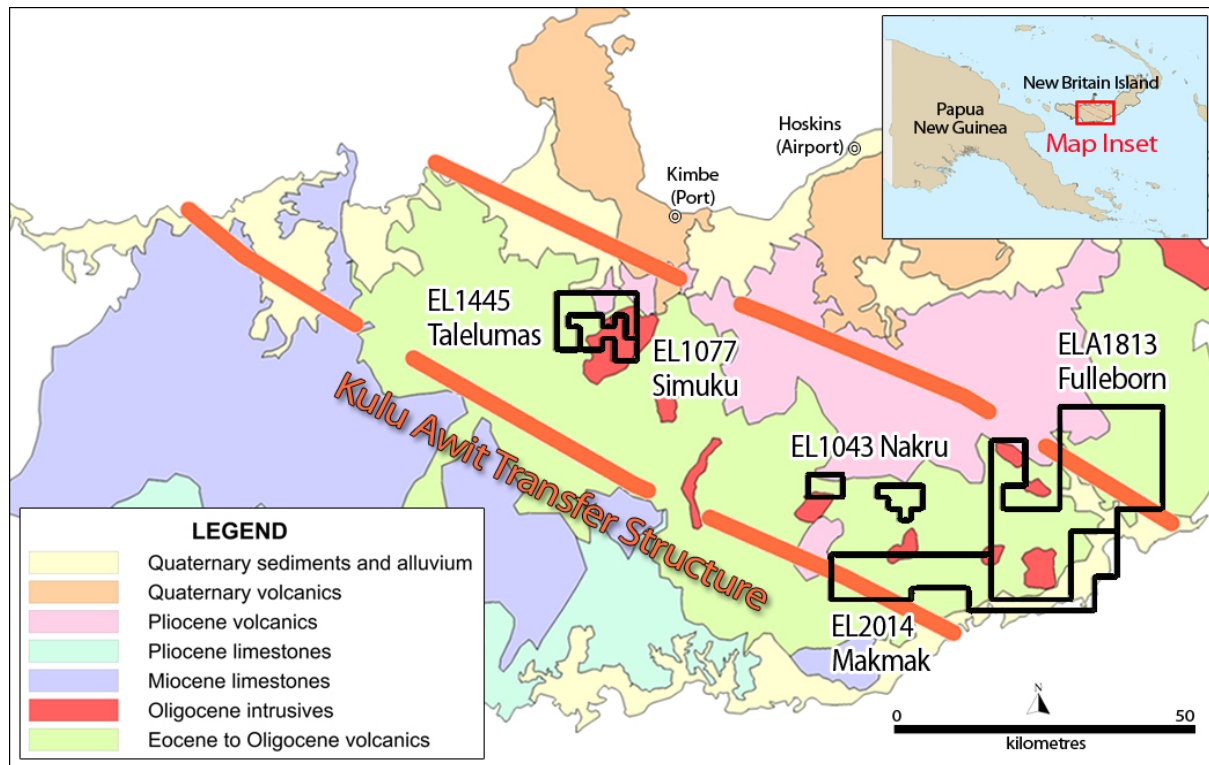 New Britain Island
Papua
New Guinea
Map Inset
Hoskins
(Airport)
Kimbe
(Port)
EL1445
Talelumas
EL1077
Simuku
ELA1813
Fulleborn
EL1043 Nakru
Kulu Awit Transfer Structure
EL2014
Makmak
LEGEND
Quaternary sediments and alluvium
Quaternary volcanics
Pliocene volcanics
Pliocene limestones
Miocene limestones
Oligocene intrusives
Eocene to Oligocene volcanics
N
0
50
kilometres